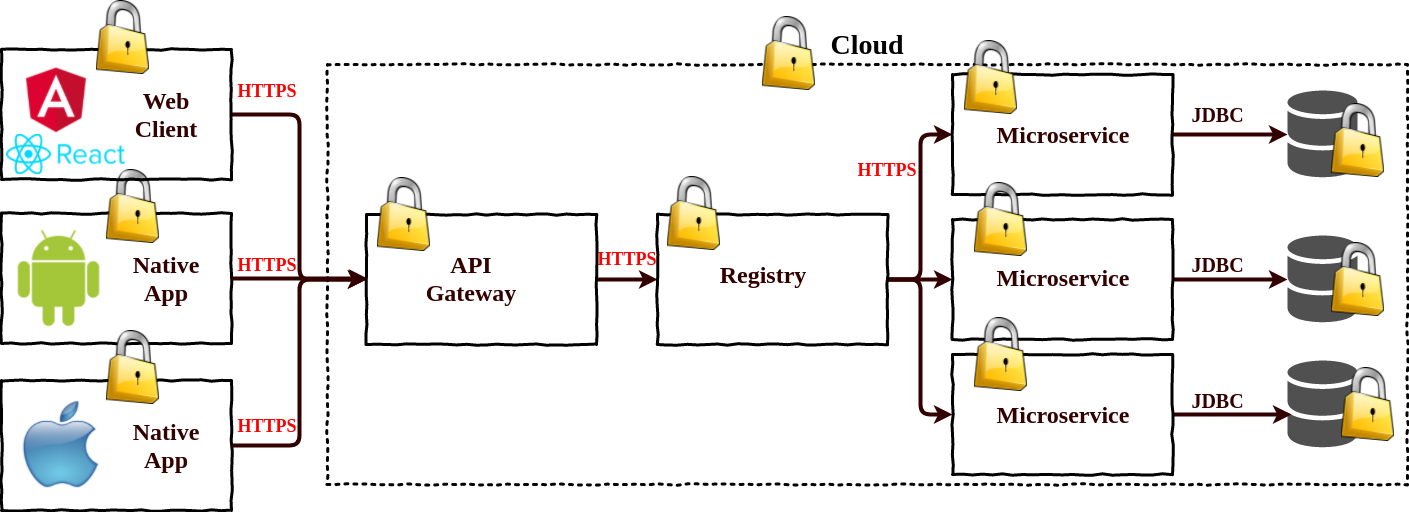 Cloud
HTTPS
Web
Client
React
HTTPS
Native
App
HTTPS
Native
App
API
Gateway
HTTPS
Registry
HTTPS
Microservice
JDBC
Microservice
JDBC
Microservice
JDBC